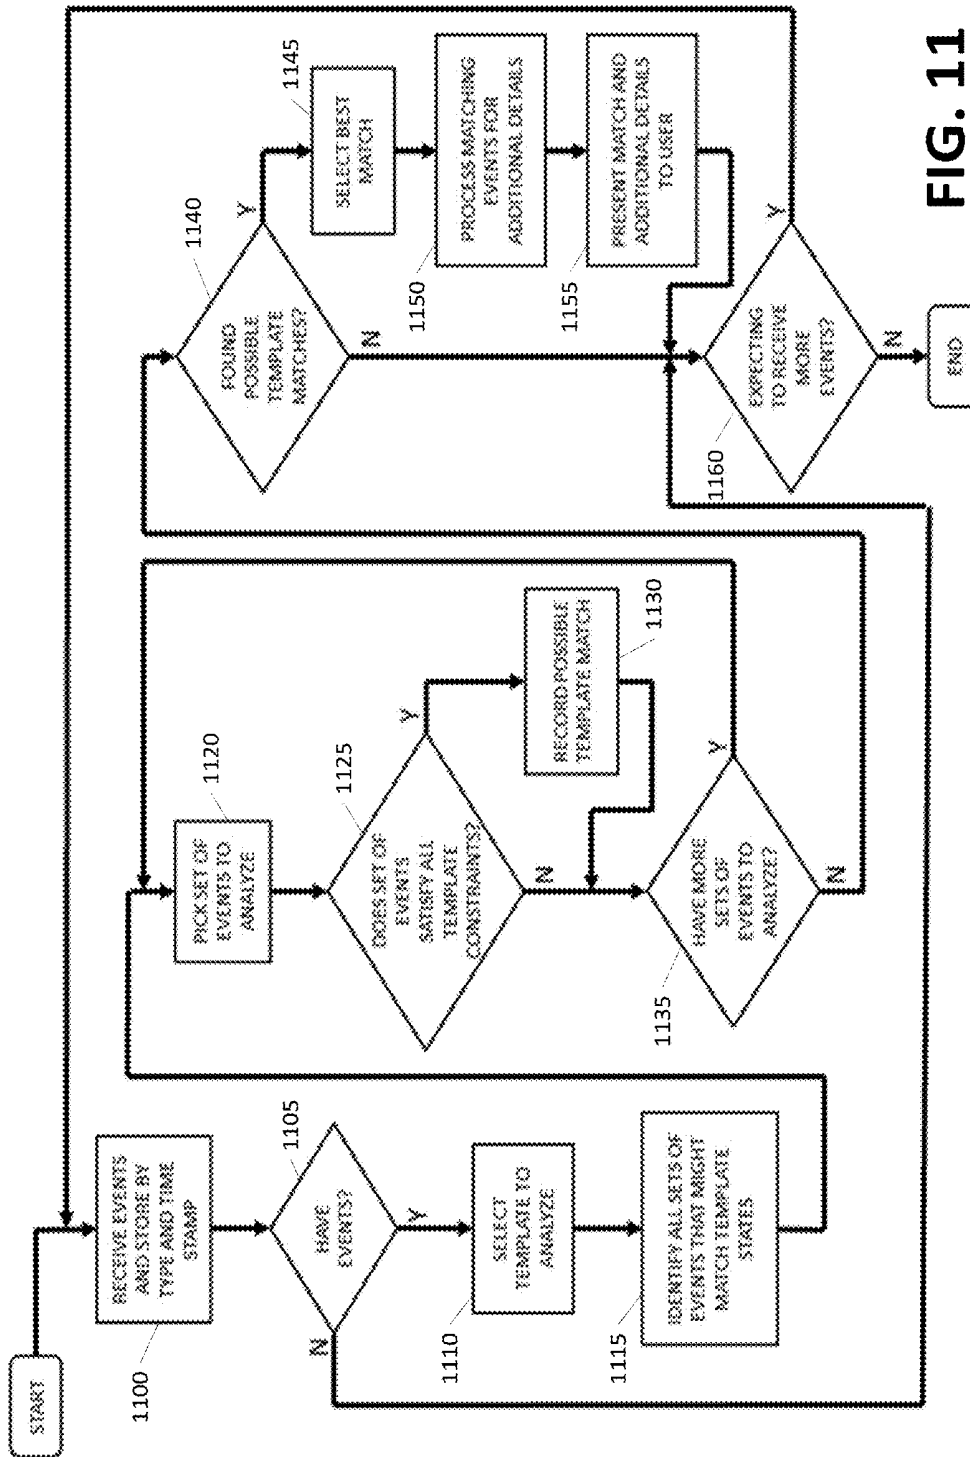 START
RECEIVE EVENTS
AND STORE BY
TYPE AND TIME
STAMP
1100
HAVE
EVENTS?
1105
N
Y
SELECT
TEMPLATE TO
ANALYZE
1110
IDENTIFY ALL SETS OF
EVENTS THAT MIGHT
MATCH TEMPLATE
STATES
1115
PICK SET OF
EVENTS TO
ANALYZE
1120
DOES SET OF
EVENTS
SATISFY ALL
TEMPLATE
CONSTRAINTS?
1125
Y
N
RECORD POSSIBLE
TEMPLATE MATCH
1130
HAVE MORE
SETS OF
EVENTS TO
ANALYZE?
1135
Y
N
FOUND
POSSIBLE
TEMPLATE
MATCHES?
1140
Y
N
SELECT BEST
MATCH
1145
PROCESS MATCHING
EVENTS FOR
ADDITIONAL DETAILS
1150
PRESENT MATCH AND
ADDITIONAL DETAILS
TO USER
1155
EXPECTING
TO RECEIVE
MORE
EVENTS?
1160
Y
N
END
FIG. 11